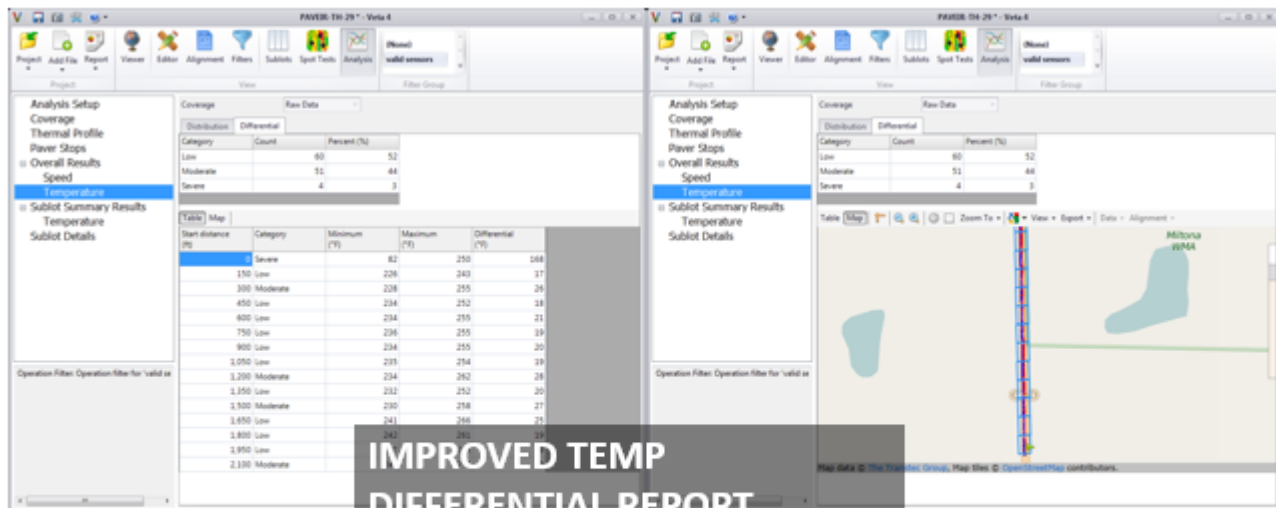 PAVEIR-TH-29 * - Veta 4
Project Add File Report Viewer Editor Alignment Filters Sublots Spot Tests Analysis
(None)
valid sensors
Project View Filter Group
Analysis Setup
Coverage
Thermal Profile
Paver Stops
Overall Results
Speed
Temperature
Sublot Summary Results
Temperature
Sublot Details
Operation Filter: Operation filter for 'valid se
Coverage Raw Data
Distribution Differential
Category Count Percent (%)
Low 60 52
Moderate 51 44
Severe 4 3
Table Map
Start distance (ft) Category Minimum (°F) Maximum (°F) Differential (°F)
0 Severe 82 250 168
150 Low 226 243 17
300 Moderate 228 255 26
450 Low 234 252 18
600 Low 234 255 21
750 Low 236 255 19
900 Low 234 255 20
1,050 Low 235 254 19
1,200 Moderate 234 262 28
1,350 Low 232 252 20
1,500 Moderate 230 258 27
1,650 Low 241 266 25
1,800 Low 242 261 19
1,950 Low
2,100 Moderate
PAVEIR-TH-29 * - Veta 4
Project Add File Report Viewer Editor Alignment Filters Sublots Spot Tests Analysis
(None)
valid sensors
Project View Filter Group
Analysis Setup
Coverage
Thermal Profile
Paver Stops
Overall Results
Speed
Temperature
Sublot Summary Results
Temperature
Sublot Details
Operation Filter: Operation filter for 'valid se
Coverage Raw Data
Distribution Differential
Category Count Percent (%)
Low 60 52
Moderate 51 44
Severe 4 3
Table Map Zoom To View Export Data Alignment
Miltona
WMA
Map data © The Transtec Group, Map tiles © OpenStreetMap contributors.
IMPROVED TEMP
DIFFERENTIAL REPORT